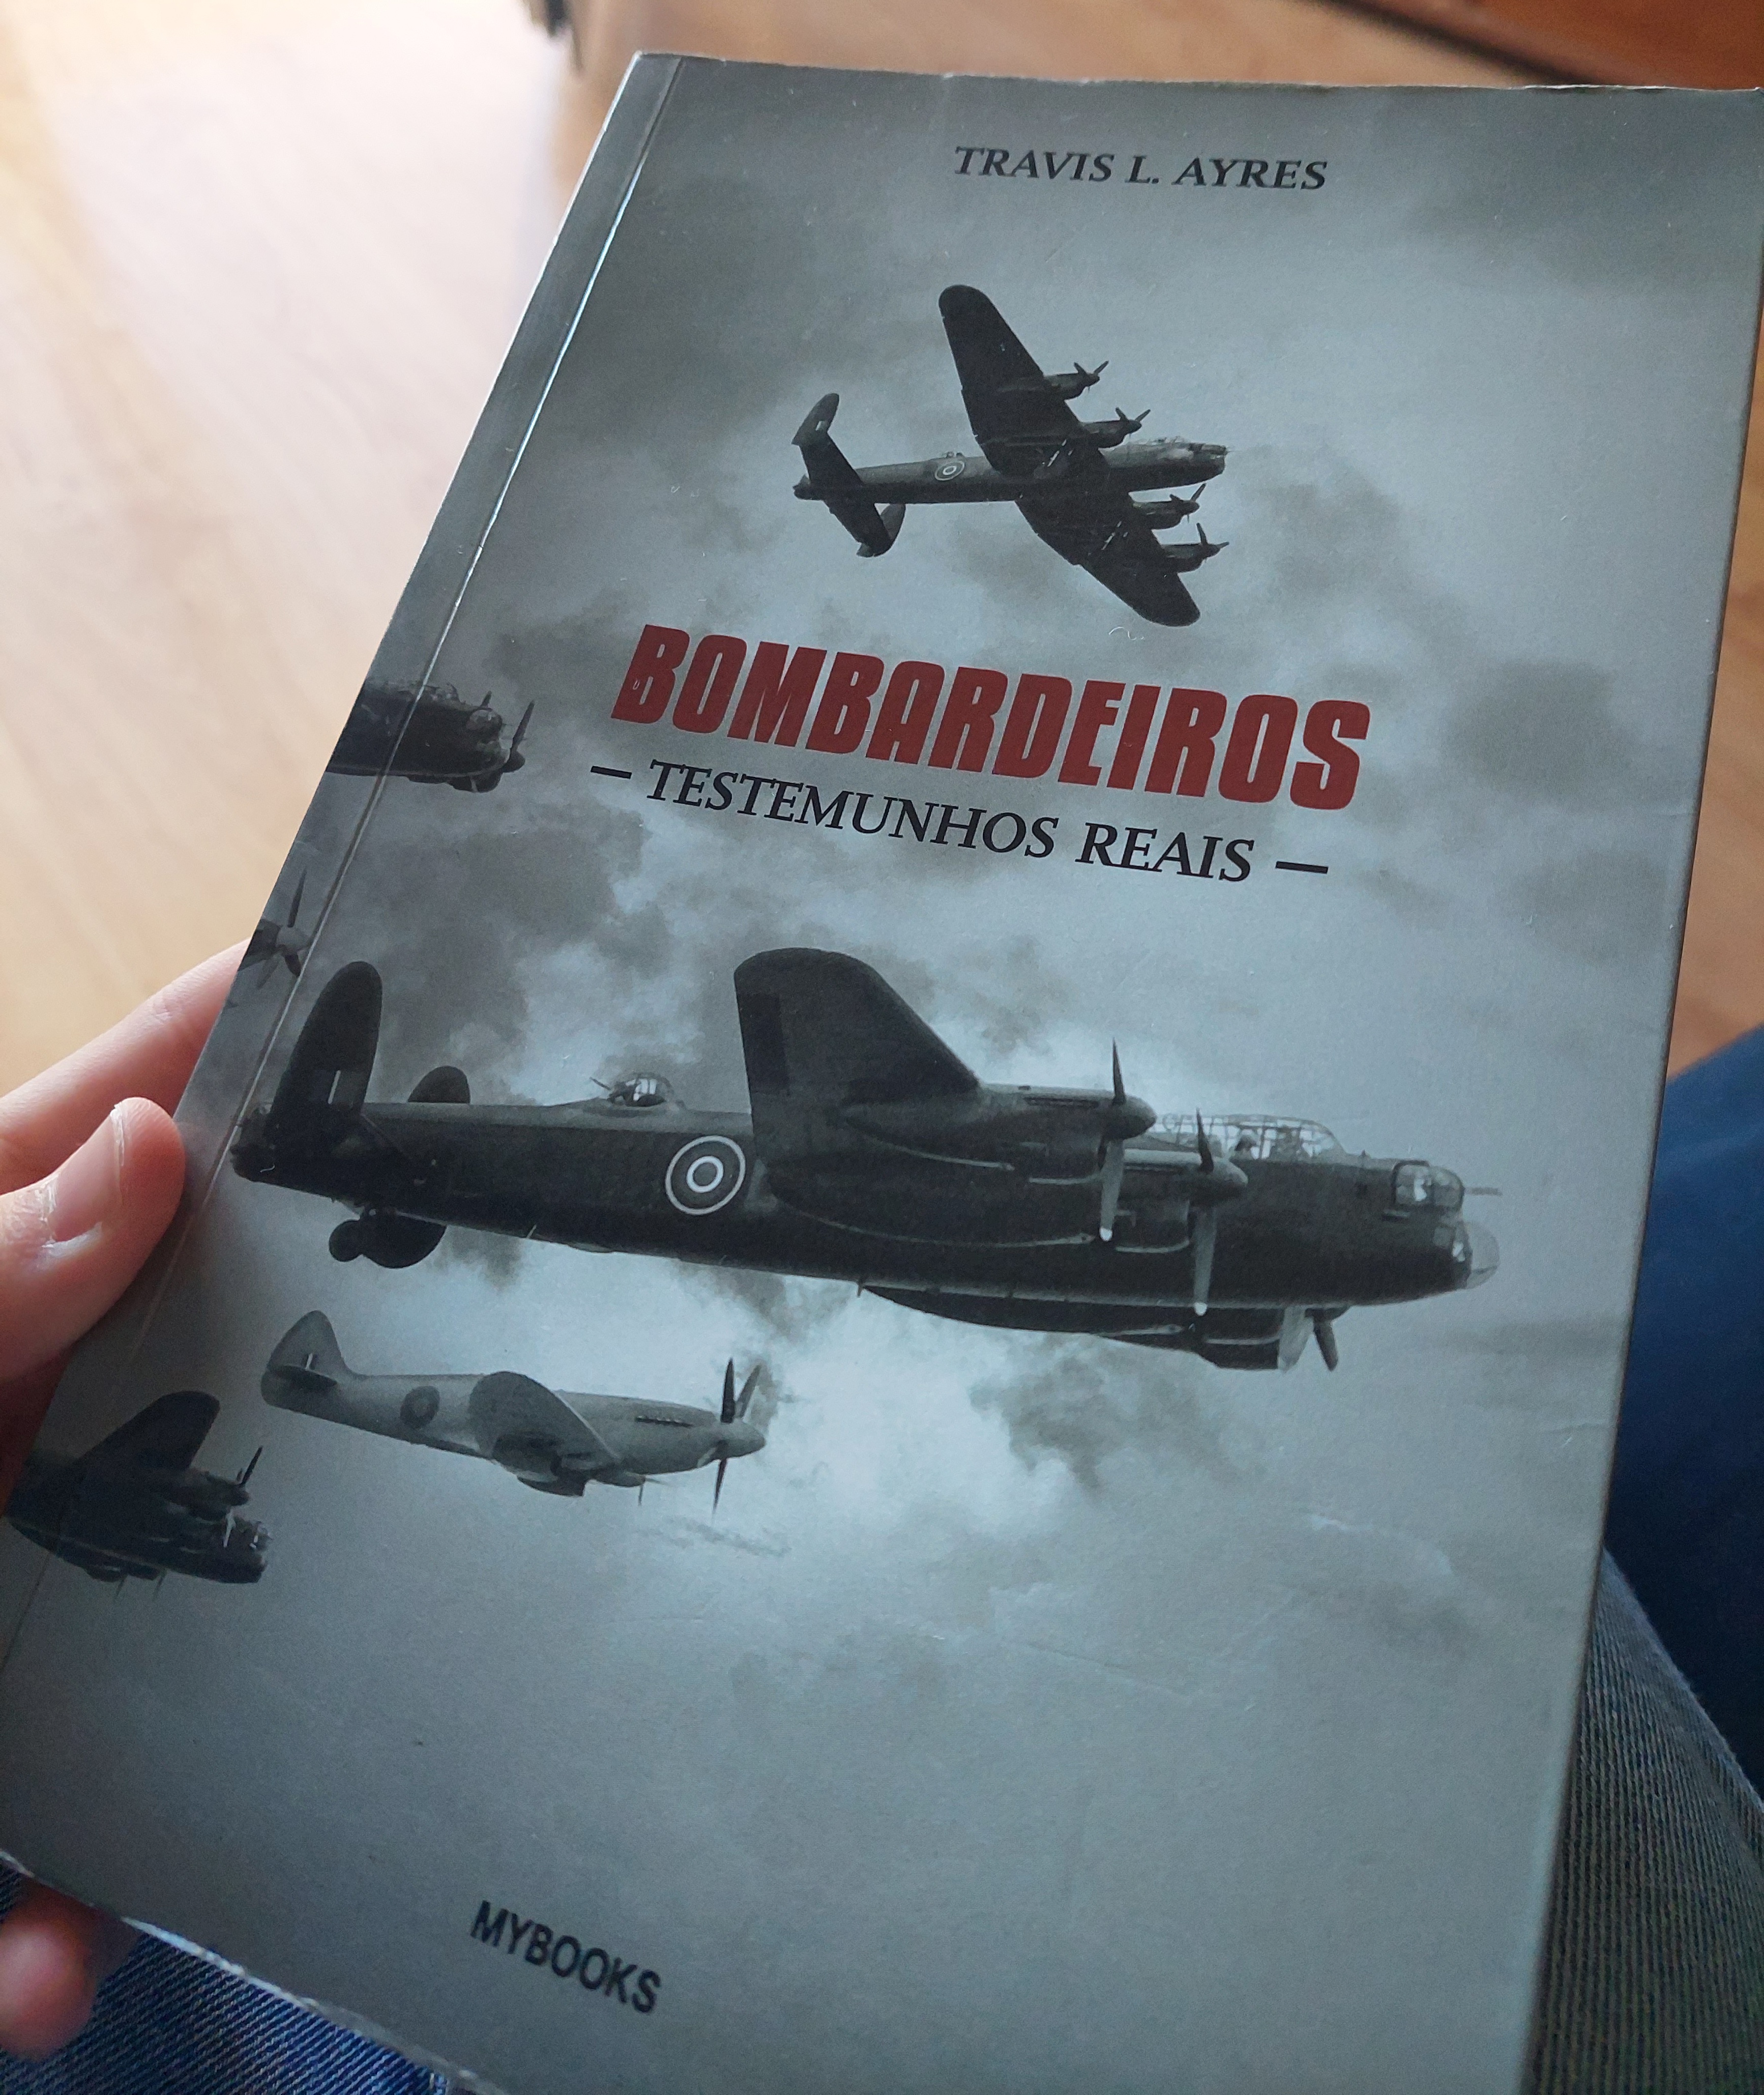 TRAVIS L. AYRES
BOMBARDEIROS
— TESTEMUNHOS REAIS —
MYBOOKS